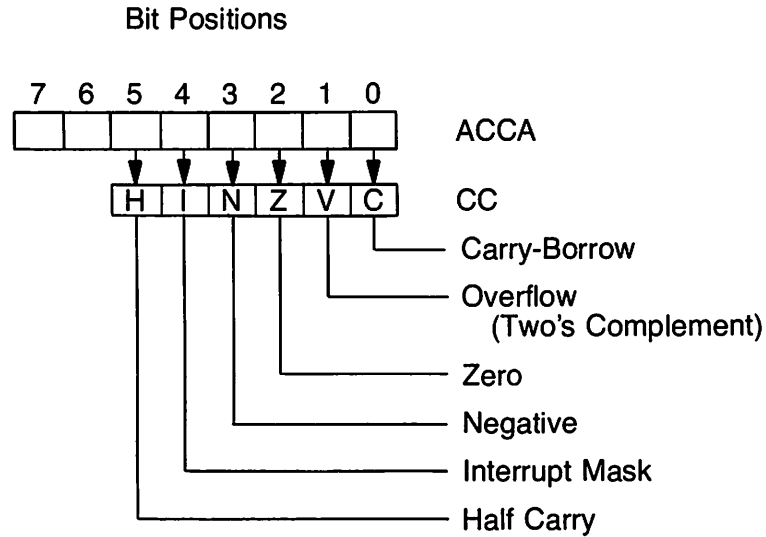 Bit Positions
7 6 5 4 3 2 1 0
ACCA
H I N Z V C
CC
Carry-Borrow
Overflow
(Two's Complement)
Zero
Negative
Interrupt Mask
Half Carry